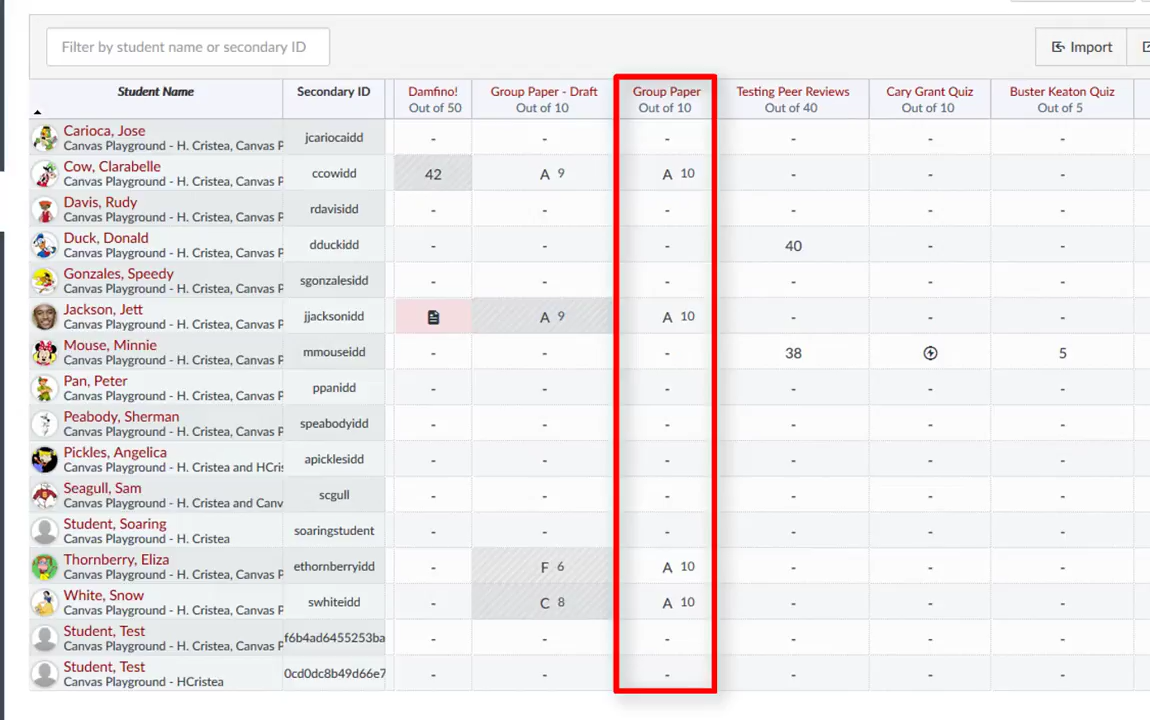 Filter by student name or secondary ID
Import
Student Name Secondary ID Damfino! Group Paper - Draft Group Paper Testing Peer Reviews Cary Grant Quiz Buster Keaton Quiz
Out of 50 Out of 10 Out of 10 Out of 40 Out of 10 Out of 5
Carioca, Jose jcariocaidd - - - - - -
Canvas Playground - H. Cristea, Canvas P
Cow, Clarabelle ccowidd 42 A 9 A 10 - - -
Canvas Playground - H. Cristea, Canvas P
Davis, Rudy rdavisidd - - - - - -
Canvas Playground - H. Cristea, Canvas P
Duck, Donald dduckidd - - - 40 - -
Canvas Playground - H. Cristea, Canvas P
Gonzales, Speedy sgonzalesidd - - - - - -
Canvas Playground - H. Cristea, Canvas P
Jackson, Jett jjacksonidd A 9 A 10 - - -
Canvas Playground - H. Cristea, Canvas P
Mouse, Minnie mmouseidd - - - 38 5
Canvas Playground - H. Cristea, Canvas P
Pan, Peter ppanidd - - - - - -
Canvas Playground - H. Cristea, Canvas P
Peabody, Sherman speabodyidd - - - - - -
Canvas Playground - H. Cristea, Canvas P
Pickles, Angelica apicklesidd - - - - - -
Canvas Playground - H. Cristea and HCris
Seagull, Sam scgull - - - - - -
Canvas Playground - H. Cristea and Canv
Student, Soaring soaringstudent - - - - - -
Canvas Playground - H. Cristea
Thornberry, Eliza ethornberryidd - F 6 A 10 - - -
Canvas Playground - H. Cristea, Canvas P
White, Snow swhiteidd - C 8 A 10 - - -
Canvas Playground - H. Cristea, Canvas P
Student, Test f6b4ad6455253ba - - - - - -
Canvas Playground - H. Cristea, Canvas P
Student, Test 0cd0dc8b49d66e7 - - - - - -
Canvas Playground - HCristea